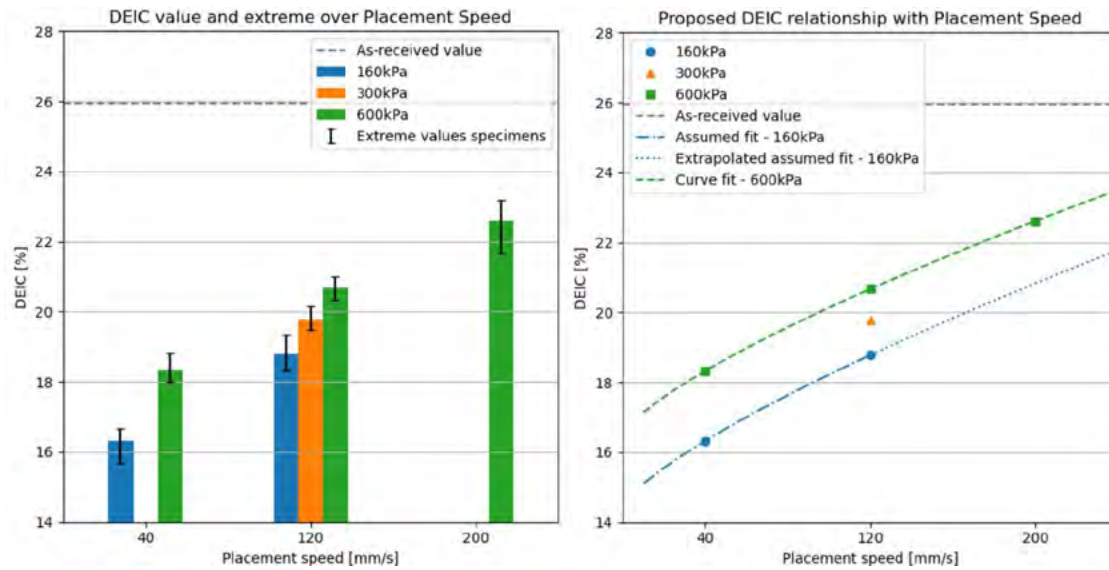 DEIC value and extreme over Placement Speed
28
26
24
22
20
18
16
14
DEIC [%]
As-received value
160kPa
300kPa
600kPa
Extreme values specimens
40
120
200
Placement speed [mm/s]
Proposed DEIC relationship with Placement Speed
28
26
24
22
20
18
16
14
DEIC [%]
160kPa
300kPa
600kPa
As-received value
Assumed fit - 160kPa
Extrapolated assumed fit - 160kPa
Curve fit - 600kPa
40
120
200
Placement speed [mm/s]